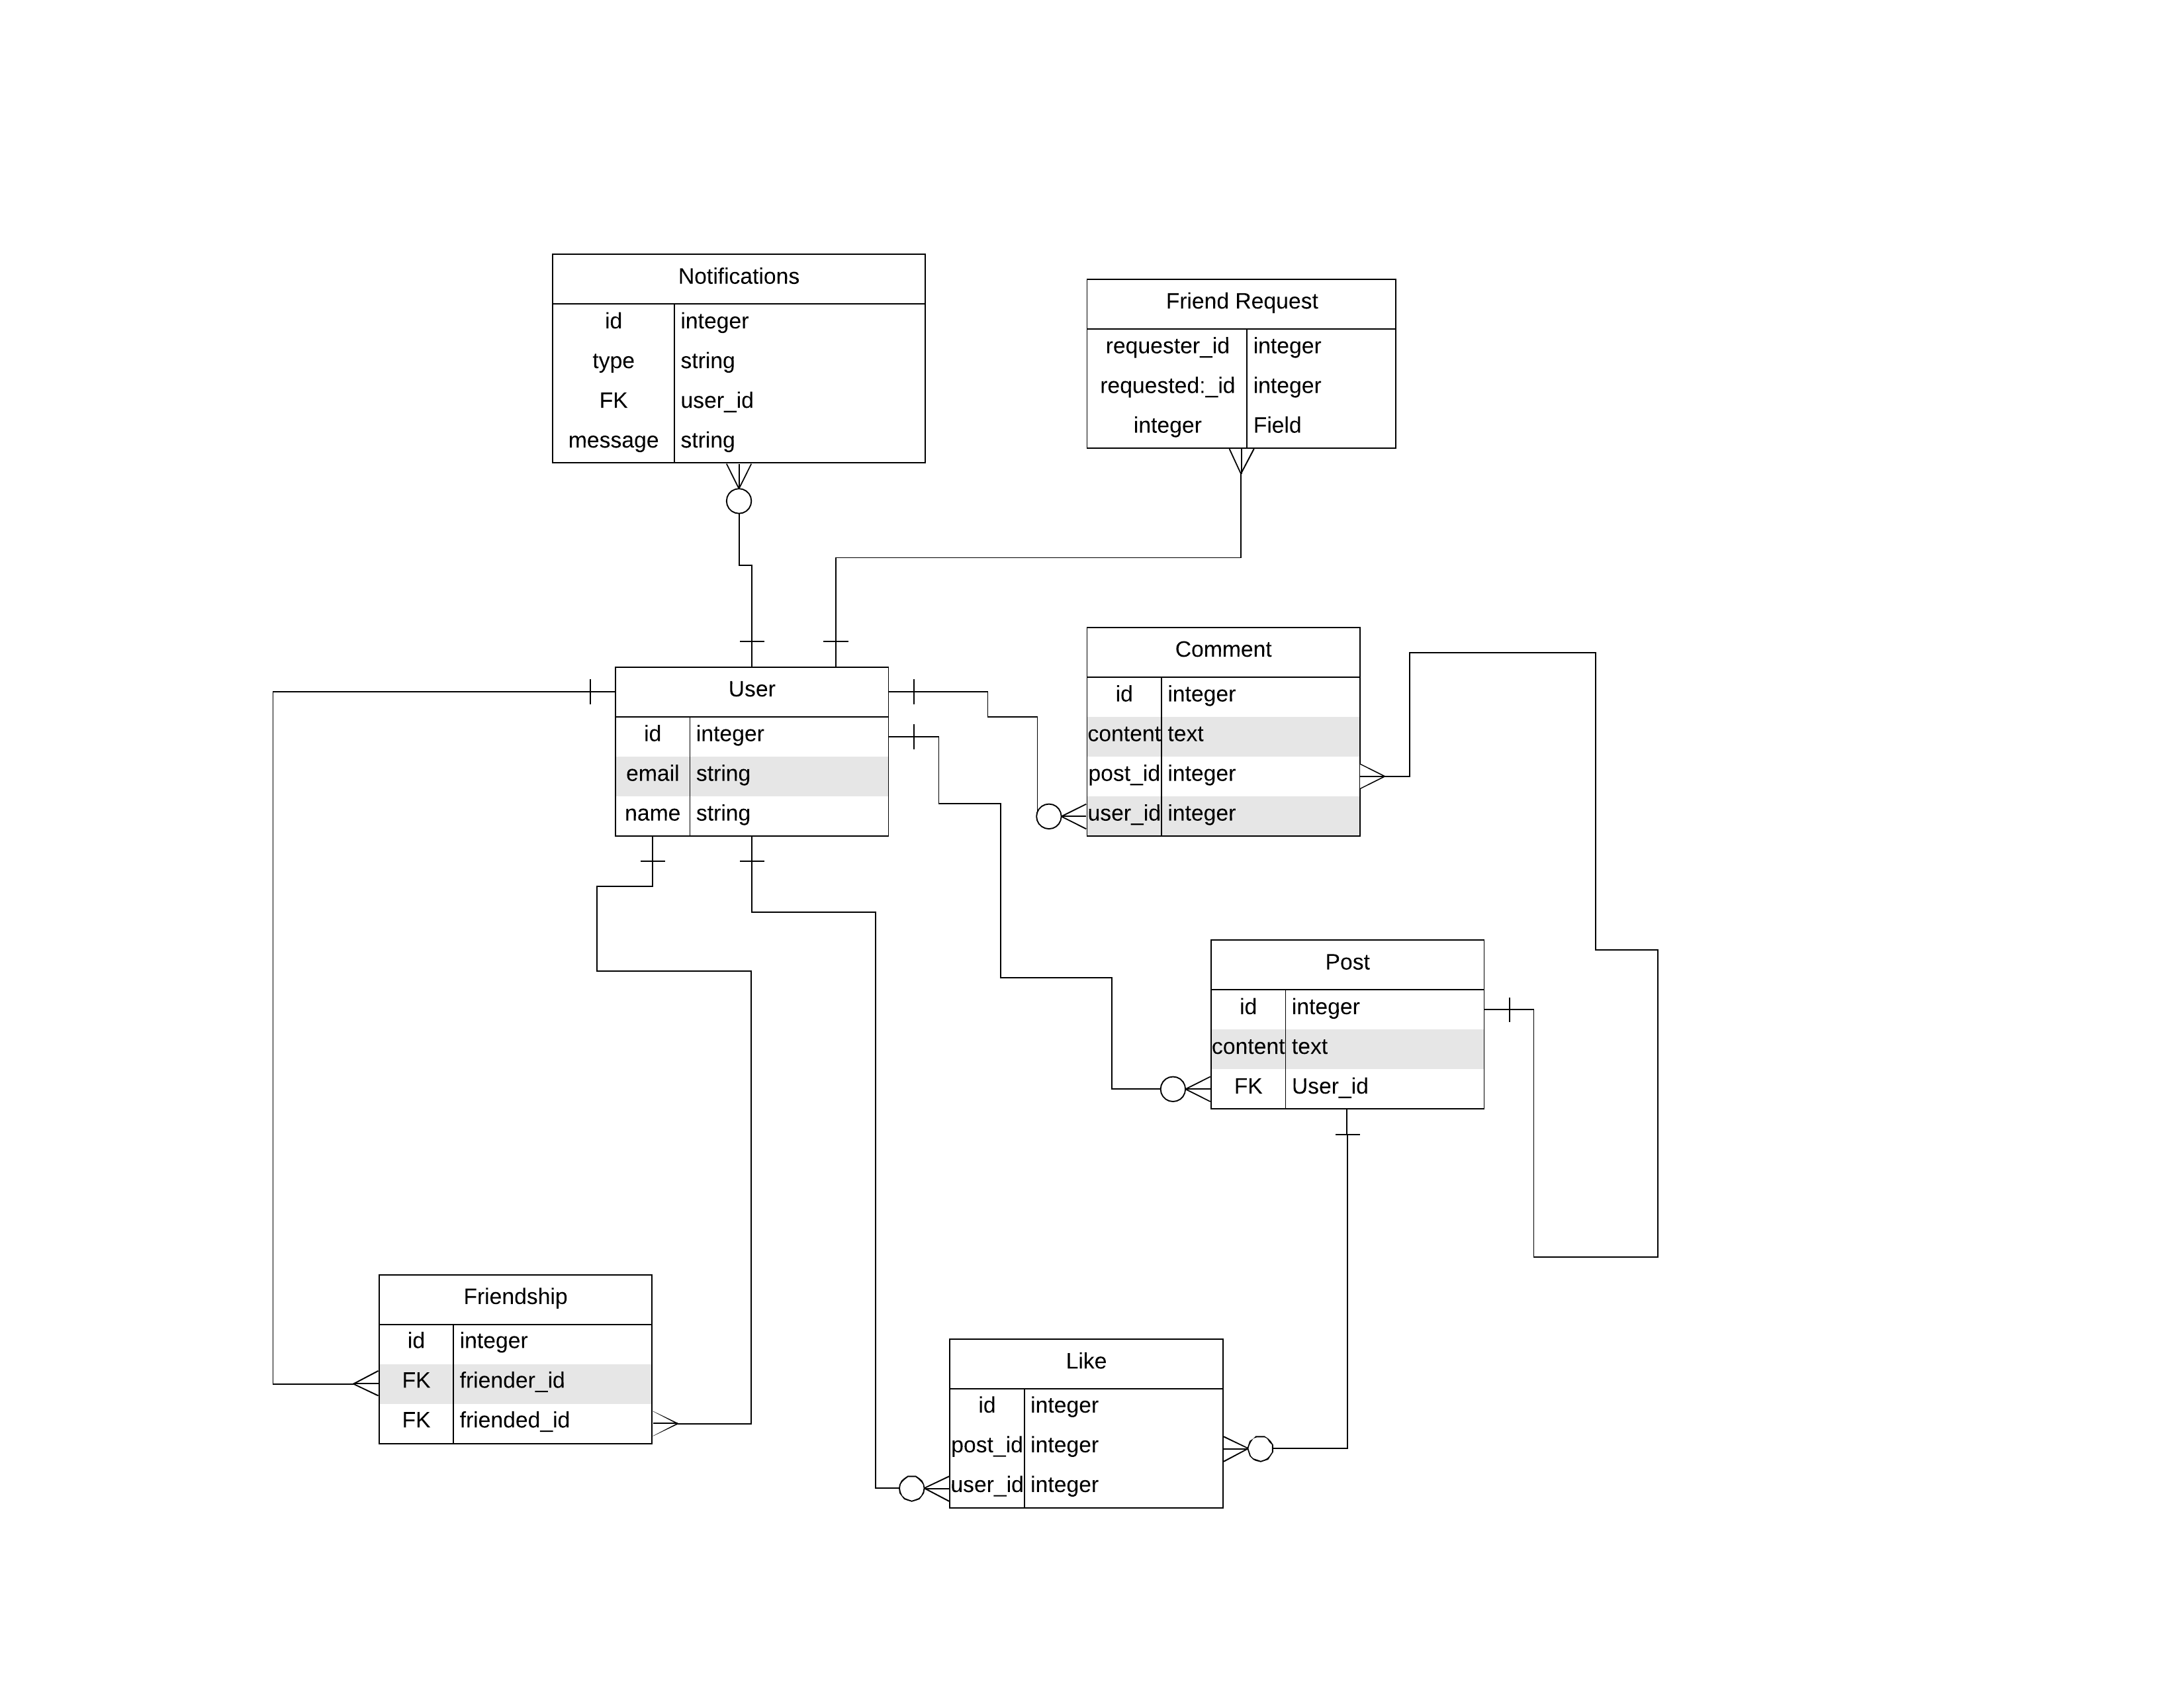 Notifications
id integer
type string
FK user_id
message string
Friend Request
requester_id integer
requested:_id integer
integer Field
User
id integer
email string
name string
Comment
id integer
content text
post_id integer
user_id integer
Post
id integer
content text
FK User_id
Friendship
id integer
FK friender_id
FK friended_id
Like
id integer
post_id integer
user_id integer